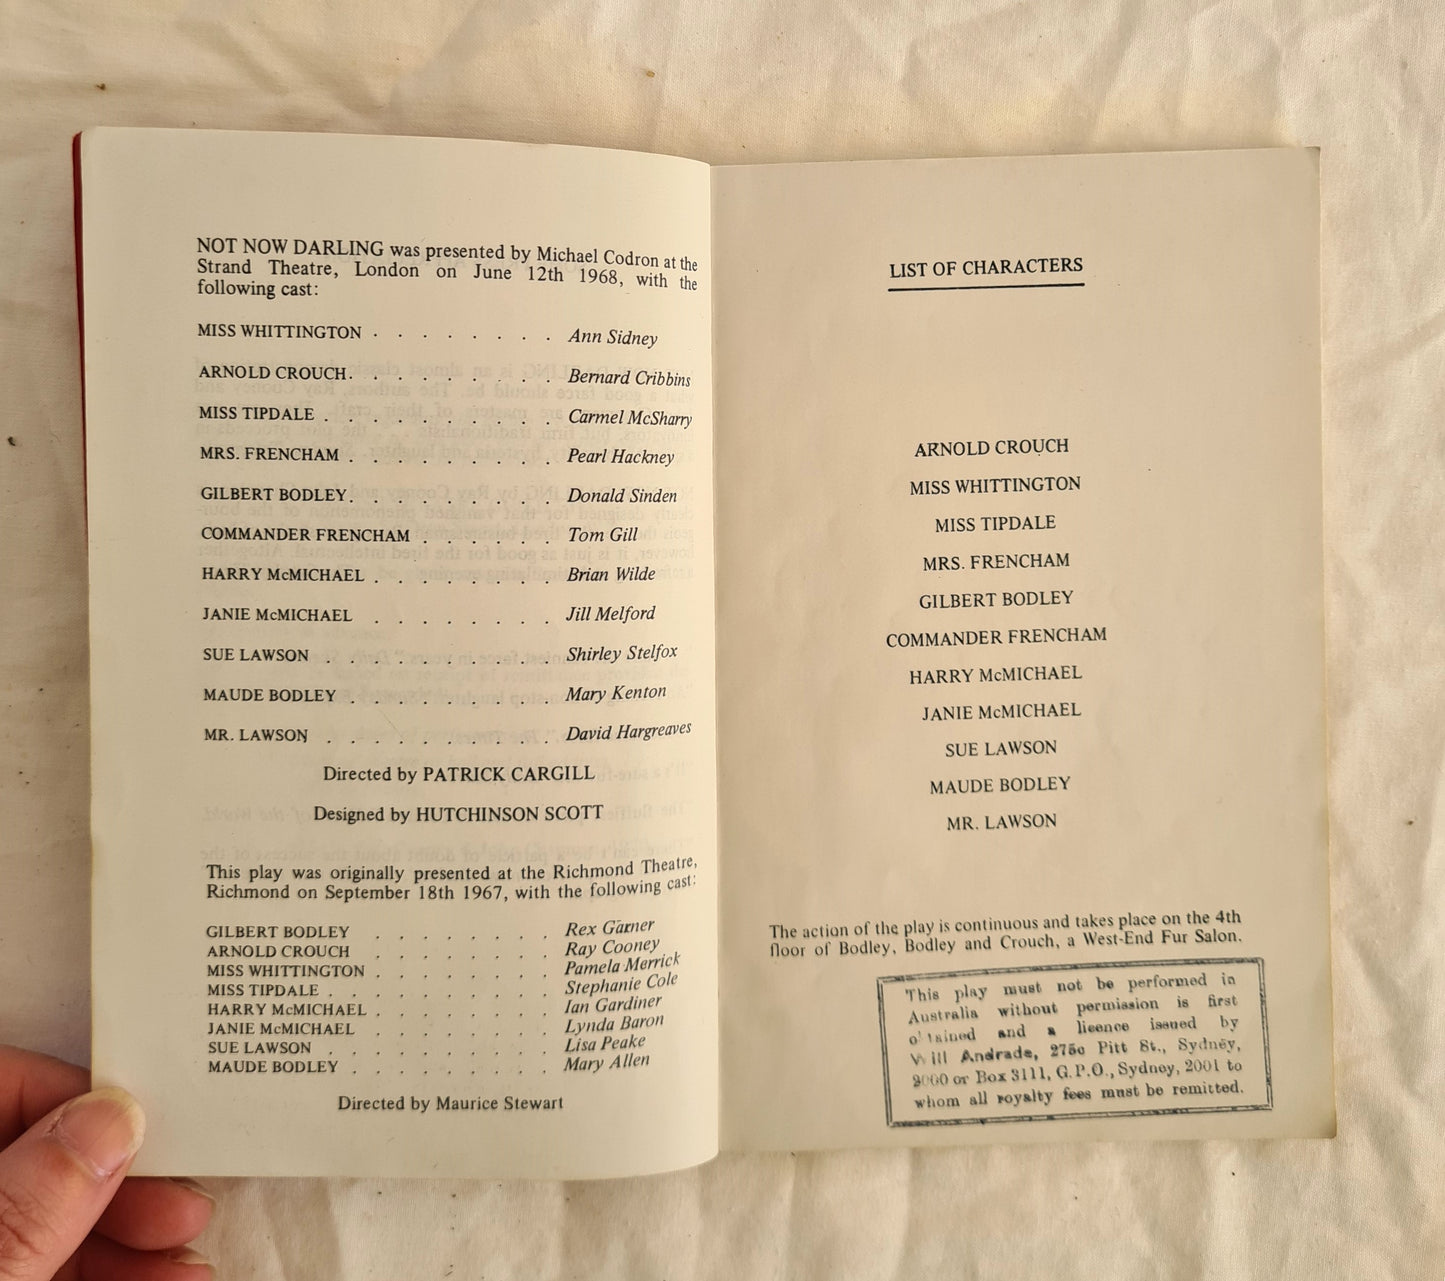 NOT NOW DARLING was presented by Michael Codron at the
Strand Theatre, London on June 12th 1968, with the
following cast:
MISS WHITTINGTON . . . . . . . . Ann Sidney
ARNOLD CROUCH. . . . . . . . . Bernard Cribbins
MISS TIPDALE . . . . . . . . . . Carmel McSharry
MRS. FRENCHAM . . . . . . . . . Pearl Hackney
GILBERT BODLEY. . . . . . . . . Donald Sinden
COMMANDER FRENCHAM . . . . . . Tom Gill
HARRY McMICHAEL . . . . . . . . Brian Wilde
JANIE McMICHAEL . . . . . . . . Jill Melford
SUE LAWSON . . . . . . . . . . Shirley Stelfox
MAUDE BODLEY . . . . . . . . . Mary Kenton
MR. LAWSON . . . . . . . . . . David Hargreaves
Directed by PATRICK CARGILL
Designed by HUTCHINSON SCOTT
This play was originally presented at the Richmond Theatre,
Richmond on September 18th 1967, with the following cast:
GILBERT BODLEY . . . . . . . . Rex Garner
ARNOLD CROUCH . . . . . . . . Ray Cooney
MISS WHITTINGTON . . . . . . . . Pamela Merrick
MISS TIPDALE . . . . . . . . . . Stephanie Cole
HARRY McMICHAEL . . . . . . . . Ian Gardiner
JANIE McMICHAEL . . . . . . . . Lynda Baron
SUE LAWSON . . . . . . . . . . Lisa Peake
MAUDE BODLEY . . . . . . . . . Mary Allen
Directed by Maurice Stewart
LIST OF CHARACTERS
ARNOLD CROUCH
MISS WHITTINGTON
MISS TIPDALE
MRS. FRENCHAM
GILBERT BODLEY
COMMANDER FRENCHAM
HARRY McMICHAEL
JANIE McMICHAEL
SUE LAWSON
MAUDE BODLEY
MR. LAWSON
The action of the play is continuous and takes place on the 4th
floor of Bodley, Bodley and Crouch, a West-End Fur Salon.
This play must not be performed in
Australia without permission is first
obtained and a licence issued by
Will Andrade, 275c Pitt St., Sydney,
2000 or Box 3111, G.P.O., Sydney, 2001 to
whom all royalty fees must be remitted.